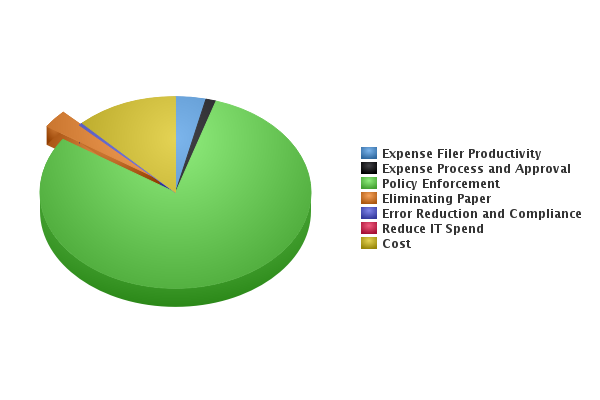 Expense Filer Productivity
Expense Process and Approval
Policy Enforcement
Eliminating Paper
Error Reduction and Compliance
Reduce IT Spend
Cost